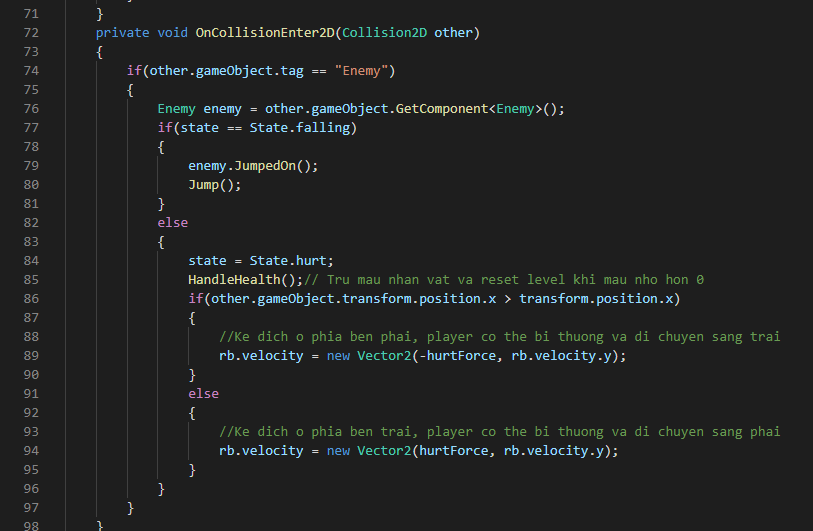 71 }
72 private void OnCollisionEnter2D(Collision2D other)
73 {
74 if(other.gameObject.tag == "Enemy")
75 {
76 Enemy enemy = other.gameObject.GetComponent<Enemy>();
77 if(state == State.falling)
78 {
79 enemy.JumpedOn();
80 Jump();
81 }
82 else
83 {
84 state = State.hurt;
85 HandleHealth();// Tru mau nhan vat va reset level khi mau nho hon 0
86 if(other.gameObject.transform.position.x > transform.position.x)
87 {
88 //Ke dich o phia ben phai, player co the bi thuong va di chuyen sang trai
89 rb.velocity = new Vector2(-hurtForce, rb.velocity.y);
90 }
91 else
92 {
93 //Ke dich o phia ben trai, player co the bi thuong va di chuyen sang phai
94 rb.velocity = new Vector2(hurtForce, rb.velocity.y);
95 }
96 }
97 }
98 }